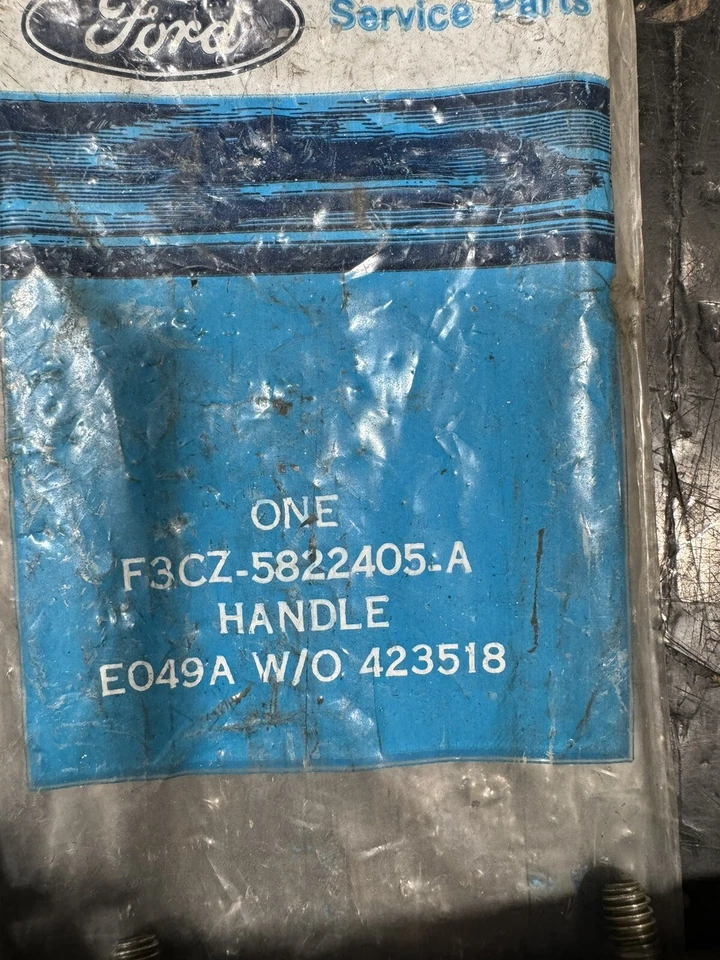 Ford
Service Parts
ONE
F3CZ-5822405-A
HANDLE
E049A W/O 423518